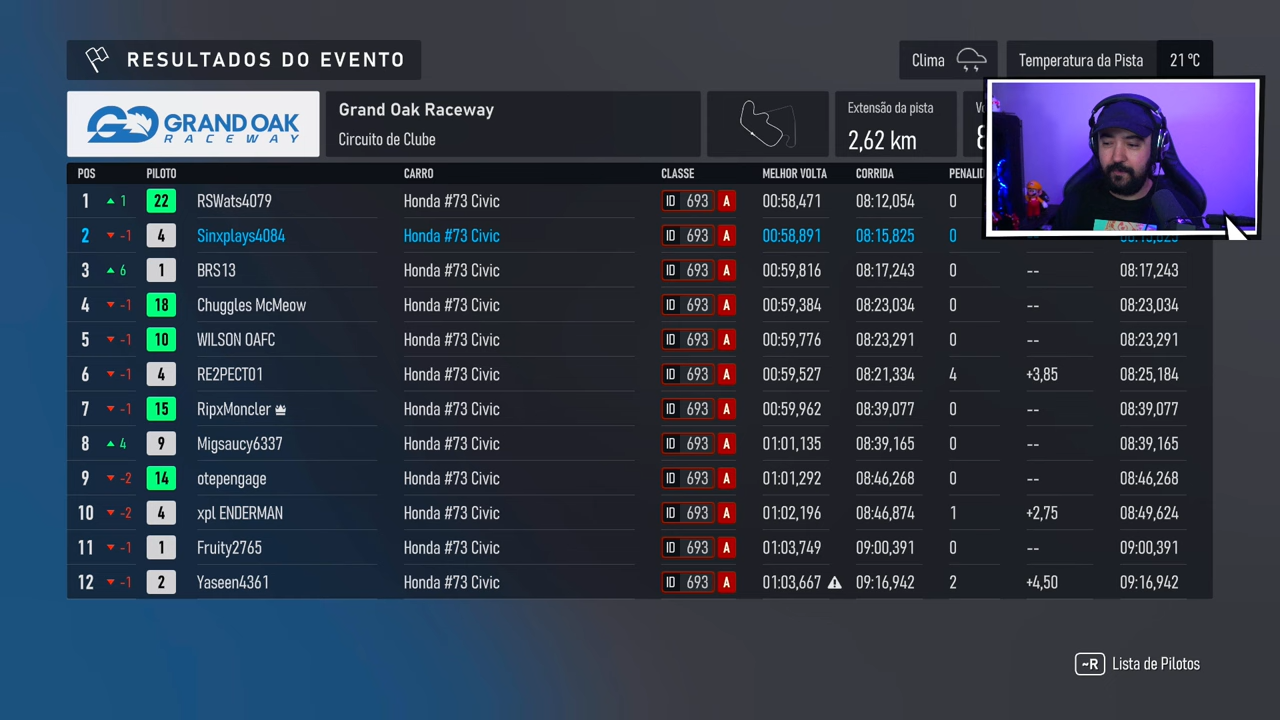 RESULTADOS DO EVENTO
Clima
Temperatura da Pista 21 ºC
GRAND OAK
RACEWAY
Grand Oak Raceway
Circuito de Clube
Extensão da pista
2,62 km
POS PILOTO CARRO CLASSE MELHOR VOLTA CORRIDA
1 1 22 RSWats4079 Honda #73 Civic ID 693 A 00:58,471 08:12,054 0
2 -1 4 Sinxplays4084 Honda #73 Civic ID 693 A 00:58,891 08:15,825 0
3 6 1 BRS13 Honda #73 Civic ID 693 A 00:59,816 08:17,243 0 -- 08:17,243
4 -1 18 Chuggles McMeow Honda #73 Civic ID 693 A 00:59,384 08:23,034 0 -- 08:23,034
5 -1 10 WILSON OAFC Honda #73 Civic ID 693 A 00:59,776 08:23,291 0 -- 08:23,291
6 -1 4 RE2PECT01 Honda #73 Civic ID 693 A 00:59,527 08:21,334 4 +3,85 08:25,184
7 -1 15 RipxMoncler Honda #73 Civic ID 693 A 00:59,962 08:39,077 0 -- 08:39,077
8 4 9 Migsaucy6337 Honda #73 Civic ID 693 A 01:01,135 08:39,165 0 -- 08:39,165
9 -2 14 otepengage Honda #73 Civic ID 693 A 01:01,292 08:46,268 0 -- 08:46,268
10 -2 4 xpl ENDERMAN Honda #73 Civic ID 693 A 01:02,196 08:46,874 1 +2,75 08:49,624
11 -1 1 Fruity2765 Honda #73 Civic ID 693 A 01:03,749 09:00,391 0 -- 09:00,391
12 -1 2 Yaseen4361 Honda #73 Civic ID 693 A 01:03,667 09:16,942 2 +4,50 09:16,942
~R Lista de Pilotos